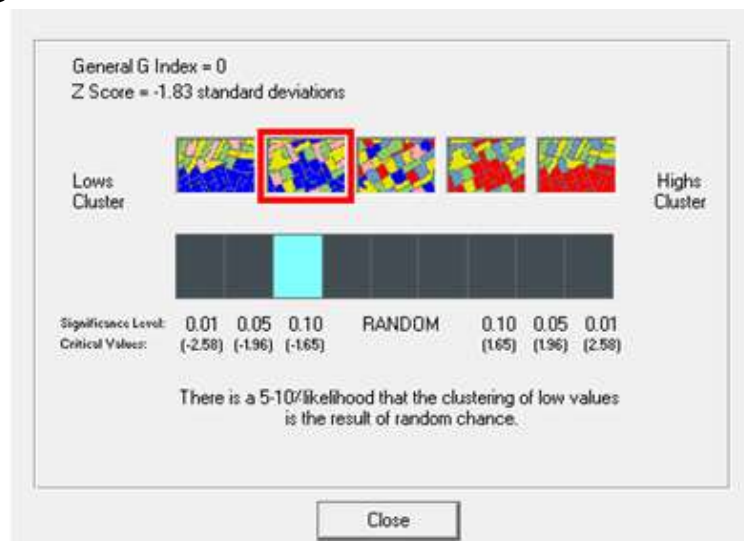 General G Index = 0
Z Score = -1.83 standard deviations
Lows
Cluster
Highs
Cluster
Significance Level: 0.01 0.05 0.10 RANDOM 0.10 0.05 0.01
Critical Values: (-2.58) (-1.96) (-1.65) (1.65) (1.96) (2.58)
There is a 5-10% likelihood that the clustering of low values
is the result of random chance.
Close